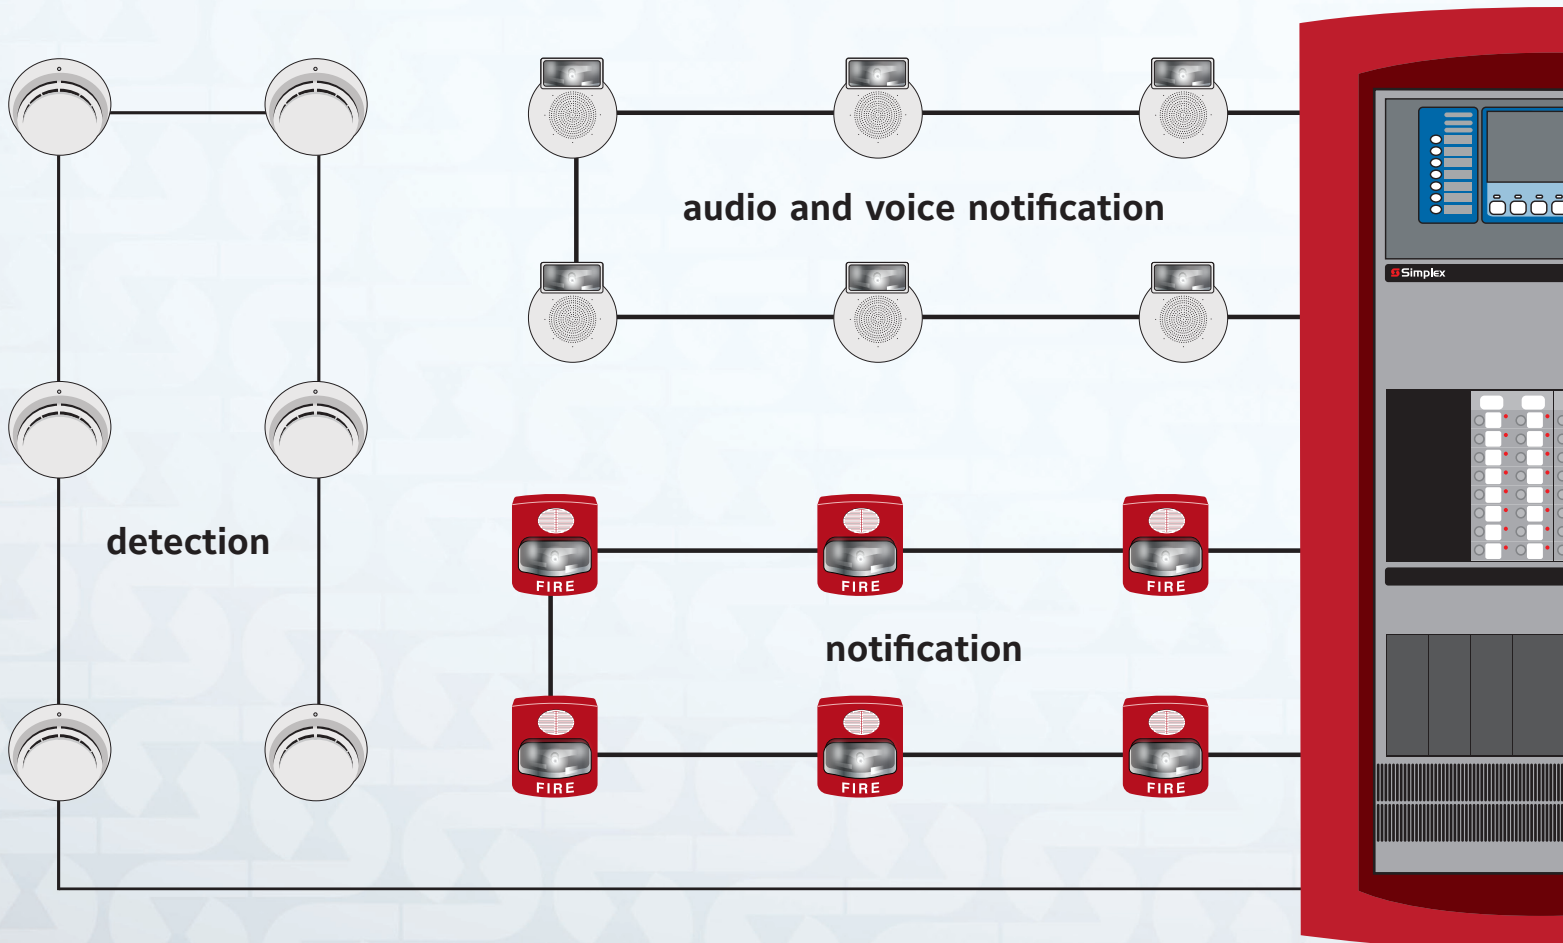 audio and voice notification
Simplex
detection
FIRE
FIRE
FIRE
notification
FIRE
FIRE
FIRE